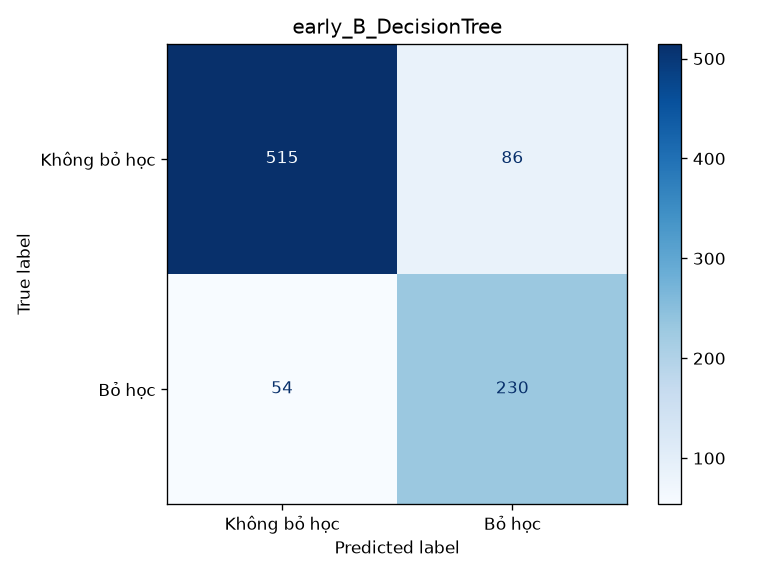 early_B_DecisionTree
True label
Không bỏ học
515
86
Bỏ học
54
230
Không bỏ học
Bỏ học
Predicted label
500
400
300
200
100